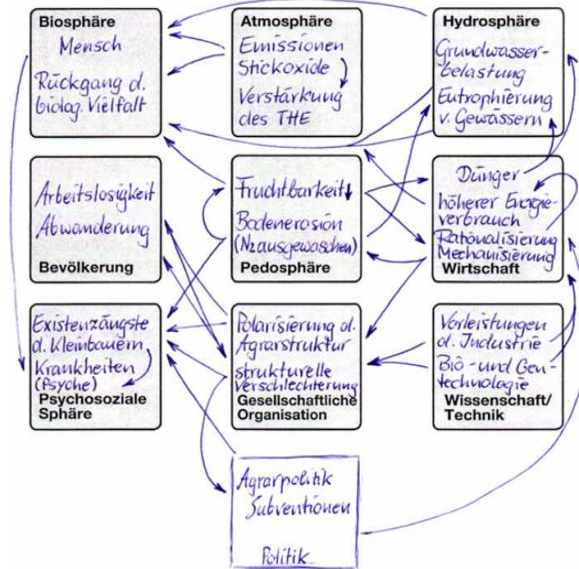 Biosphäre
Mensch
Rückgang d.
biolog. Vielfalt
Atmosphäre
Emissionen
Stickoxide
Verstärkung
des THE
Hydrosphäre
Grundwasser-
belastung
Eutrophierung
v. Gewässern
Arbeitslosigkeit
Abwanderung
Bevölkerung
Fruchtbarkeit↓
Bodenerosion
(N2ausgewaschen)
Pedosphäre
Dünger
höherer Energie-
verbrauch
Rationalisierung
Mechanisierung
Wirtschaft
Existenzängste
d. Kleinbauern
Krankheiten
(Psyche)
Psychosoziale
Sphäre
Polarisierung d.
Agrarstruktur
strukturelle
Verschlechterung
Gesellschaftliche
Organisation
Vorleistungen
d. Industrie
Bio- und Gen-
technologie
Wissenschaft/
Technik
Agrarpolitik
Subventionen
Politik